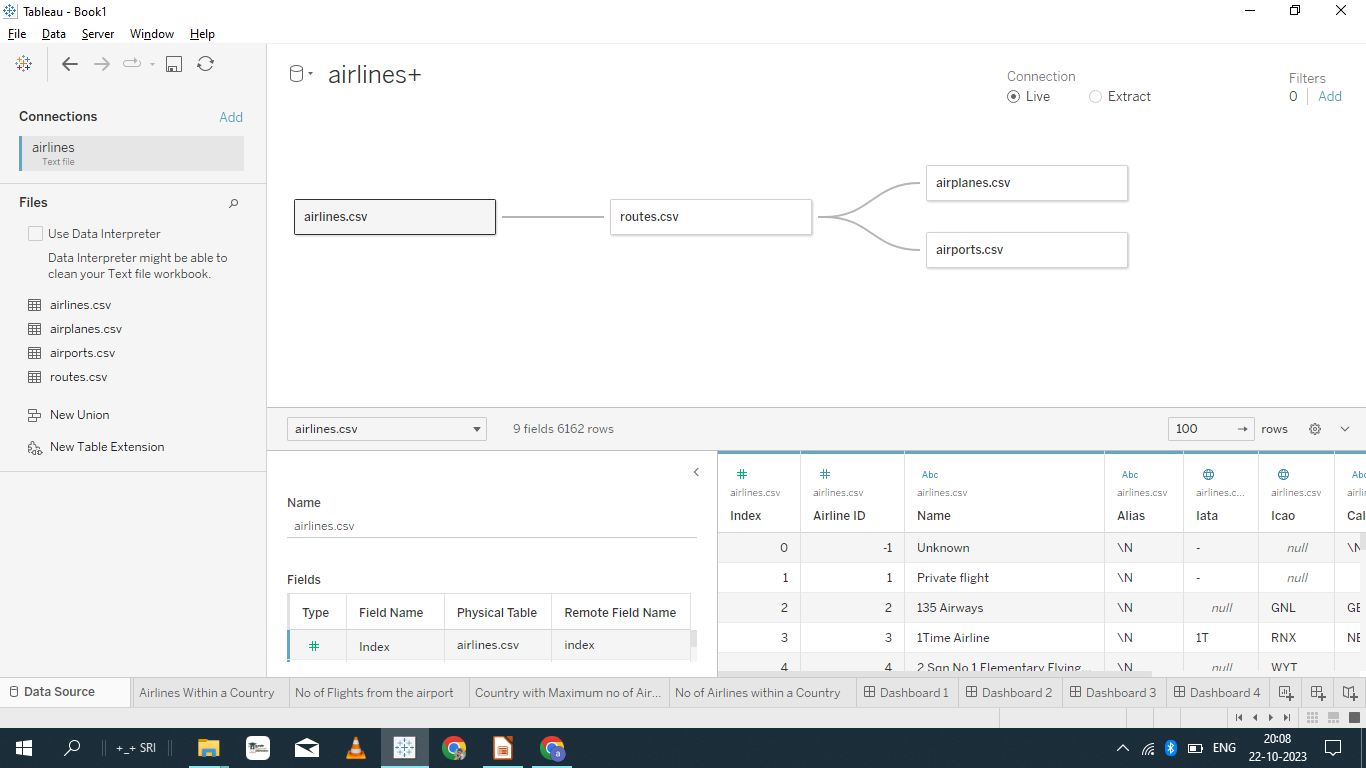 Tableau - Book1
File Data Server Window Help
airlines+
Connection
Live Extract
Filters
0 Add
Connections Add
airlines
Text file
Files
Use Data Interpreter
Data Interpreter might be able to
clean your Text file workbook.
airlines.csv
airplanes.csv
airports.csv
routes.csv
New Union
New Table Extension
airlines.csv
routes.csv
airplanes.csv
airports.csv
airlines.csv 9 fields 6162 rows 100 rows
Name
airlines.csv
Fields
Type Field Name Physical Table Remote Field Name
Index airlines.csv index
Abc Abc Abc
airlines.csv airlines.csv airlines.csv airlines.csv airlines.c... airlines.csv airli
Index Airline ID Name Alias Iata Icao Cal
0 -1 Unknown \N - null \N
1 1 Private flight \N - null
2 2 135 Airways \N null GNL GE
3 3 1Time Airline \N 1T RNX NE
4 4 2 Sqn No 1 Elementary Flying... \N null WYT
Data Source Airlines Within a Country No of Flights from the airport Country with Maximum no of Air... No of Airlines within a Country Dashboard 1 Dashboard 2 Dashboard 3 Dashboard 4
+_+ SRI
ENG
20:08
22-10-2023